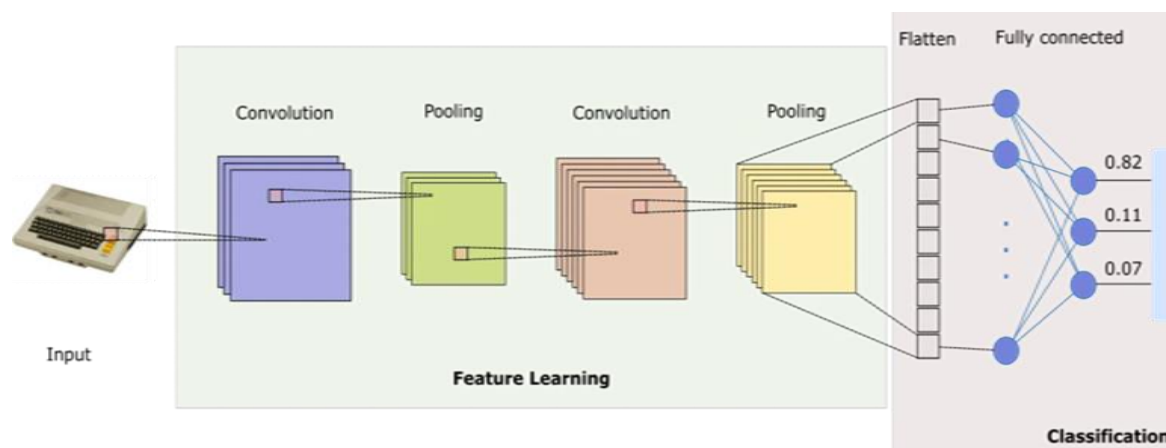 Flatten
Fully connected
Convolution
Pooling
Convolution
Pooling
0.82
0.11
0.07
Input
Feature Learning
Classification